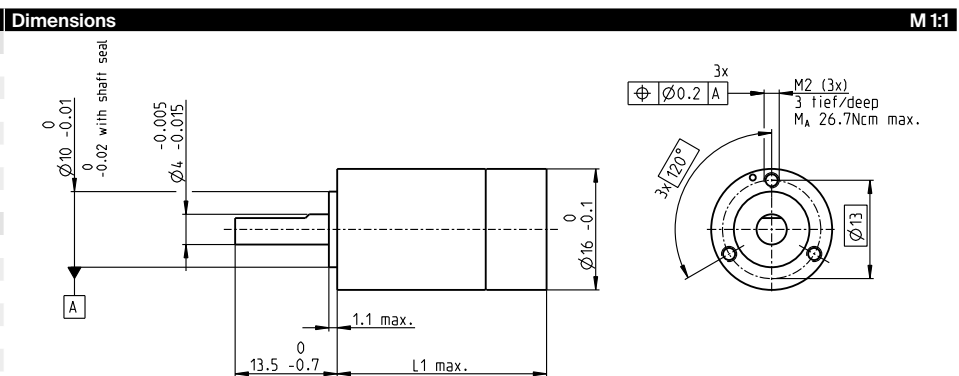 Dimensions
M 1:1
0
Ø10 -0.01
0
-0.02 with shaft seal
-0.005
Ø4 -0.015
A
1.1 max.
0
13.5 -0.7
L1 max.
0
Ø16 -0.1
3x
⌖ Ø0.2 A
M2 (3x)
3 tief/deep
MA 26.7Ncm max.
3x 120°
Ø13